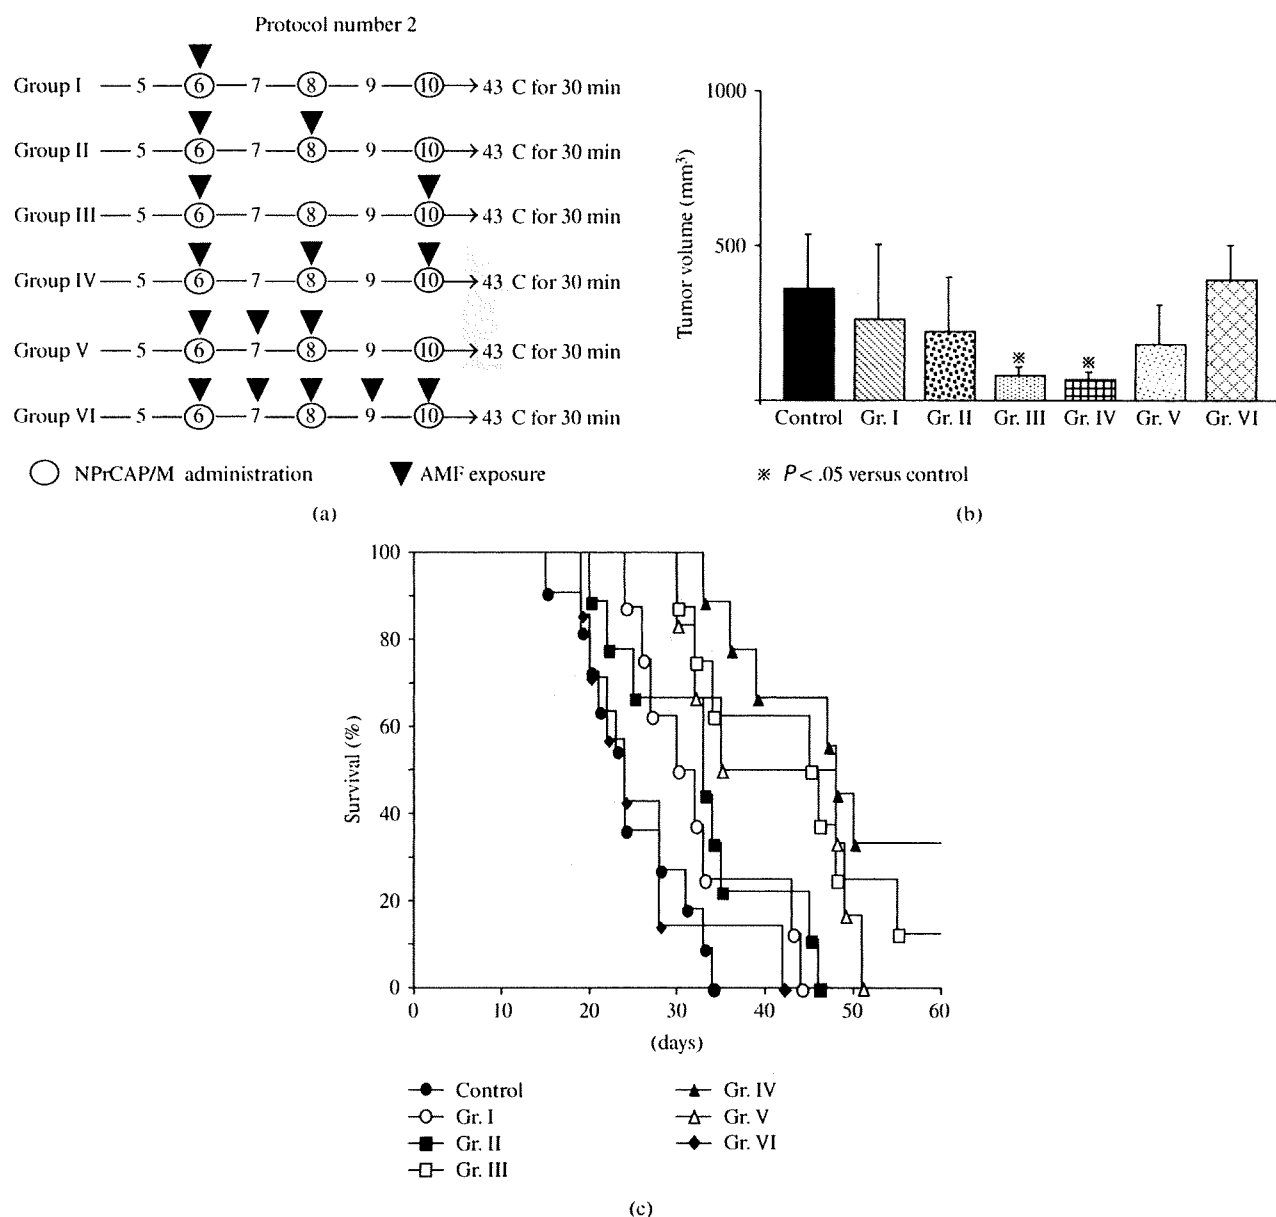 Protocol number 2
Group I 5 6 7 8 9 10 43 C for 30 min
Group II 5 6 7 8 9 10 43 C for 30 min
Group III 5 6 7 8 9 10 43 C for 30 min
Group IV 5 6 7 8 9 10 43 C for 30 min
Group V 5 6 7 8 9 10 43 C for 30 min
Group VI 5 6 7 8 9 10 43 C for 30 min
NPrCAP/M administration
AMF exposure
(a)
1000
500
Tumor volume (mm³)
※ ※
Control Gr. I Gr. II Gr. III Gr. IV Gr. V Gr. VI
※ P < .05 versus control
(b)
100
80
60
40
20
0
Survival (%)
0 10 20 30 40 50 60
(days)
Control
Gr. I
Gr. II
Gr. III
Gr. IV
Gr. V
Gr. VI
(c)